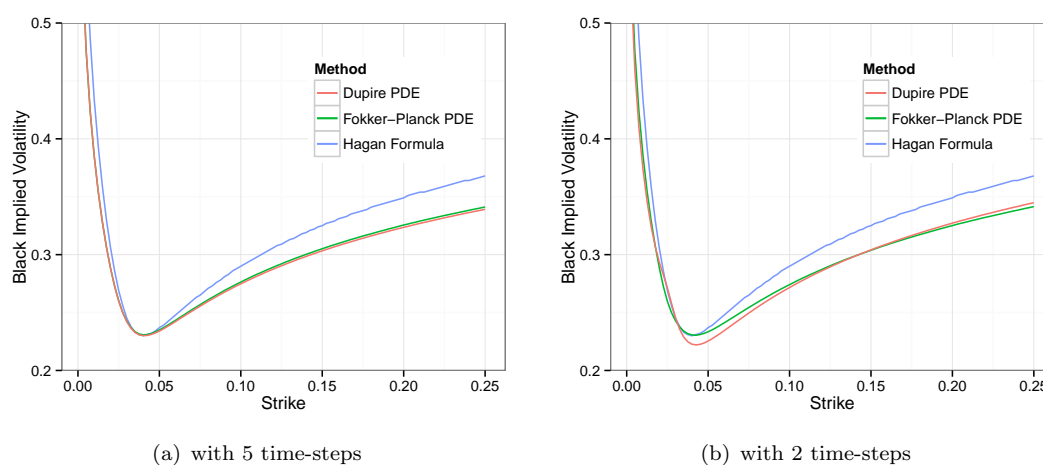 0.5
0.4
0.3
0.2
Black Implied Volatility
Method
Dupire PDE
Fokker−Planck PDE
Hagan Formula
0.00 0.05 0.10 0.15 0.20 0.25
Strike
(a) with 5 time-steps
0.5
0.4
0.3
0.2
Black Implied Volatility
Method
Dupire PDE
Fokker−Planck PDE
Hagan Formula
0.00 0.05 0.10 0.15 0.20 0.25
Strike
(b) with 2 time-steps